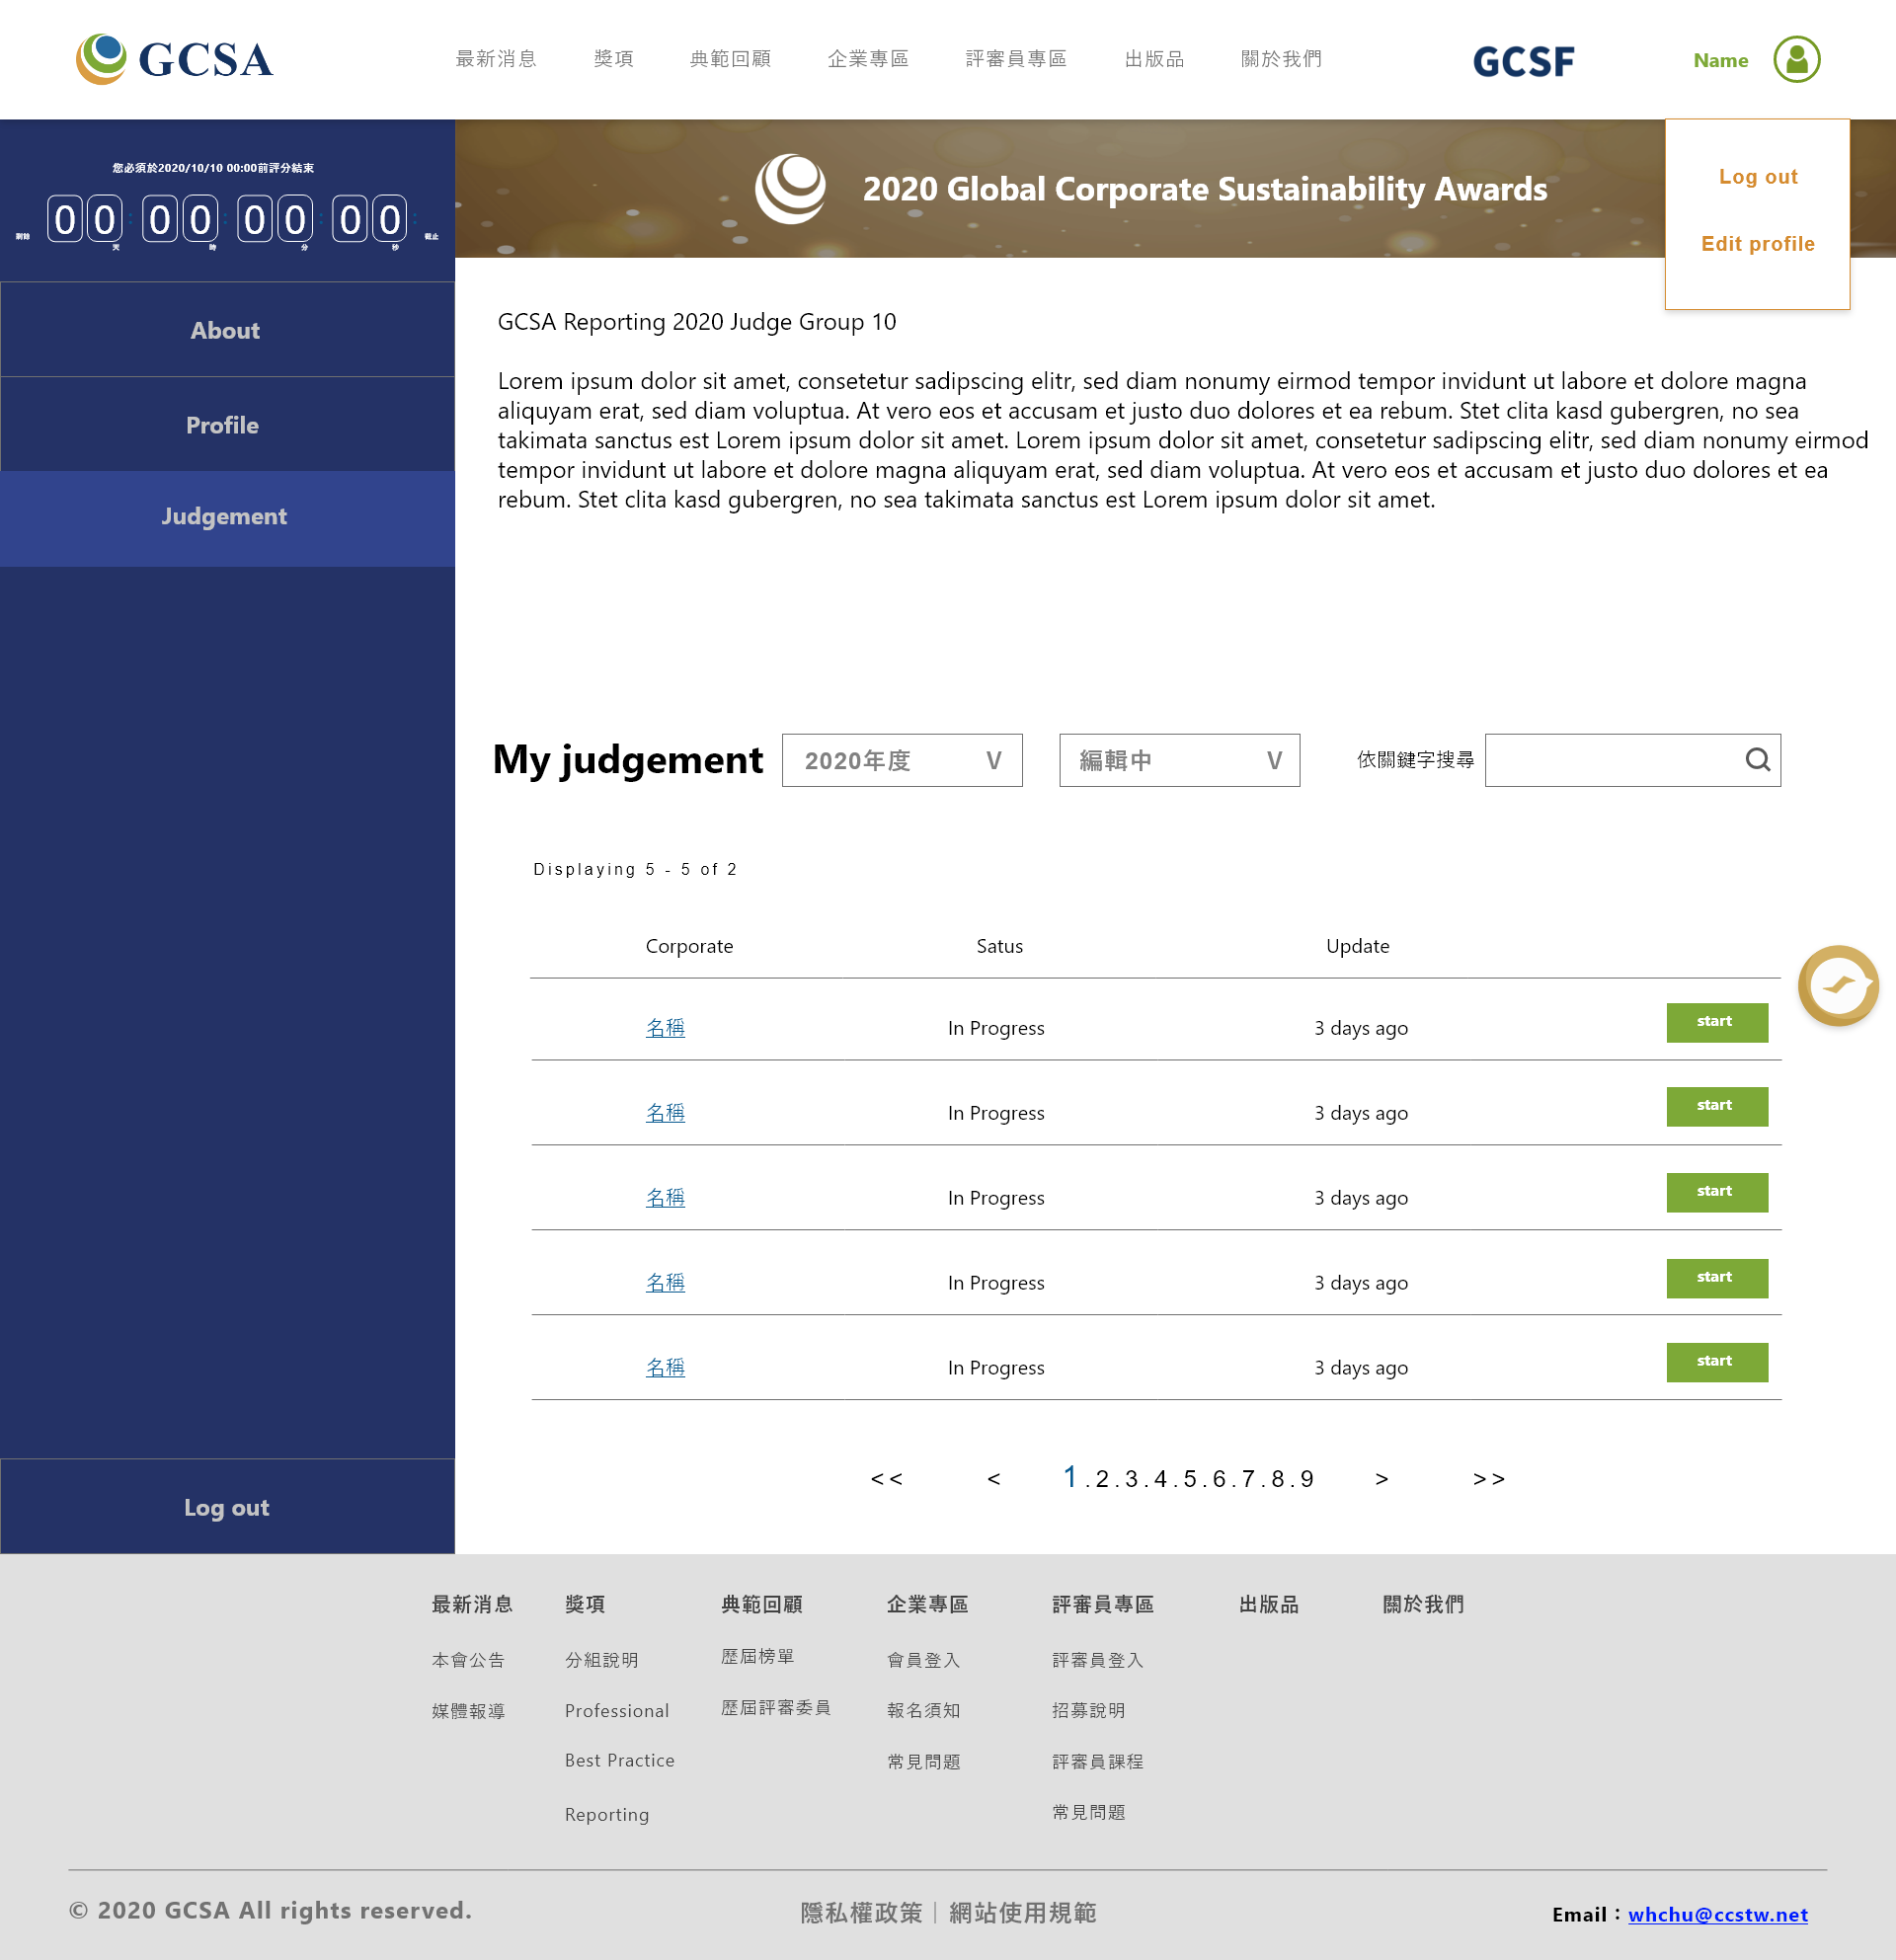 GCSA
最新消息 獎項 典範回顧 企業專區 評審員專區 出版品 關於我們
GCSF
Name
Log out
Edit profile
您必須於2020/10/10 00:00前評分結束
剩餘 00天:00時:00分:00秒: 截止
About
Profile
Judgement
Log out
2020 Global Corporate Sustainability Awards
GCSA Reporting 2020 Judge Group 10
Lorem ipsum dolor sit amet, consetetur sadipscing elitr, sed diam nonumy eirmod tempor invidunt ut labore et dolore magna
aliquyam erat, sed diam voluptua. At vero eos et accusam et justo duo dolores et ea rebum. Stet clita kasd gubergren, no sea
takimata sanctus est Lorem ipsum dolor sit amet. Lorem ipsum dolor sit amet, consetetur sadipscing elitr, sed diam nonumy eirmod
tempor invidunt ut labore et dolore magna aliquyam erat, sed diam voluptua. At vero eos et accusam et justo duo dolores et ea
rebum. Stet clita kasd gubergren, no sea takimata sanctus est Lorem ipsum dolor sit amet.
My judgement 2020年度 V 編輯中 V 依關鍵字搜尋
Displaying 5 - 5 of 2
Corporate Satus Update
名稱 In Progress 3 days ago start
名稱 In Progress 3 days ago start
名稱 In Progress 3 days ago start
名稱 In Progress 3 days ago start
名稱 In Progress 3 days ago start
<< < 1.2.3.4.5.6.7.8.9 > >>
最新消息
本會公告
媒體報導
獎項
分組說明
Professional
Best Practice
Reporting
典範回顧
歷屆榜單
歷屆評審委員
企業專區
會員登入
報名須知
常見問題
評審員專區
評審員登入
招募說明
評審員課程
常見問題
出版品
關於我們
© 2020 GCSA All rights reserved.
隱私權政策｜網站使用規範
Email：whchu@ccstw.net